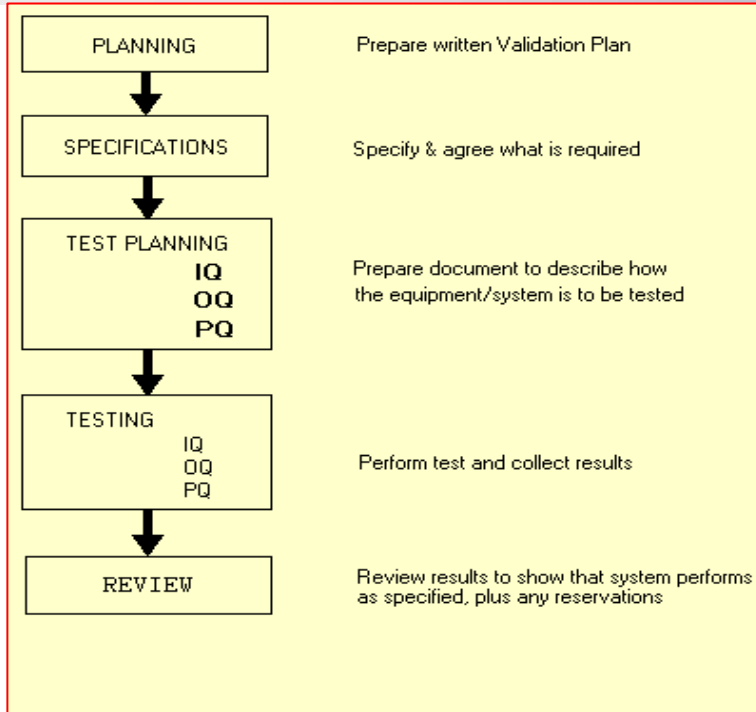 PLANNING
Prepare written Validation Plan
SPECIFICATIONS
Specify & agree what is required
TEST PLANNING
IQ
OQ
PQ
Prepare document to describe how
the equipment/system is to be tested
TESTING
IQ
OQ
PQ
Perform test and collect results
REVIEW
Review results to show that system performs
as specified, plus any reservations